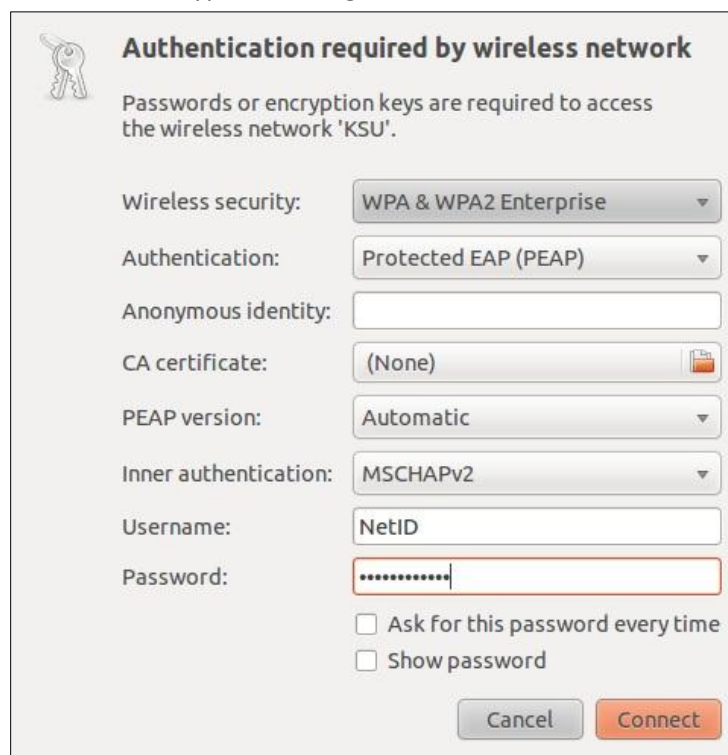 Authentication required by wireless network
Passwords or encryption keys are required to access
the wireless network 'KSU'.
Wireless security: WPA & WPA2 Enterprise
Authentication: Protected EAP (PEAP)
Anonymous identity:
CA certificate: (None)
PEAP version: Automatic
Inner authentication: MSCHAPv2
Username: NetID
Password: ••••••••••••
Ask for this password every time
Show password
Cancel Connect